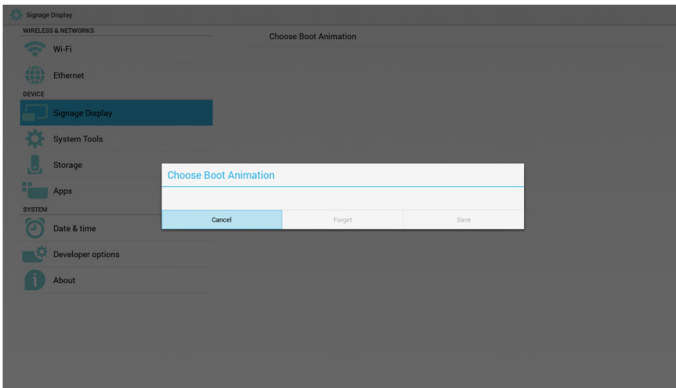 Signage Display
WIRELESS & NETWORKS
Choose Boot Animation
Wi-Fi
Ethernet
DEVICE
Signage Display
System Tools
Storage
Choose Boot Animation
Apps
SYSTEM
Cancel
Forget
Save
Date & time
Developer options
About